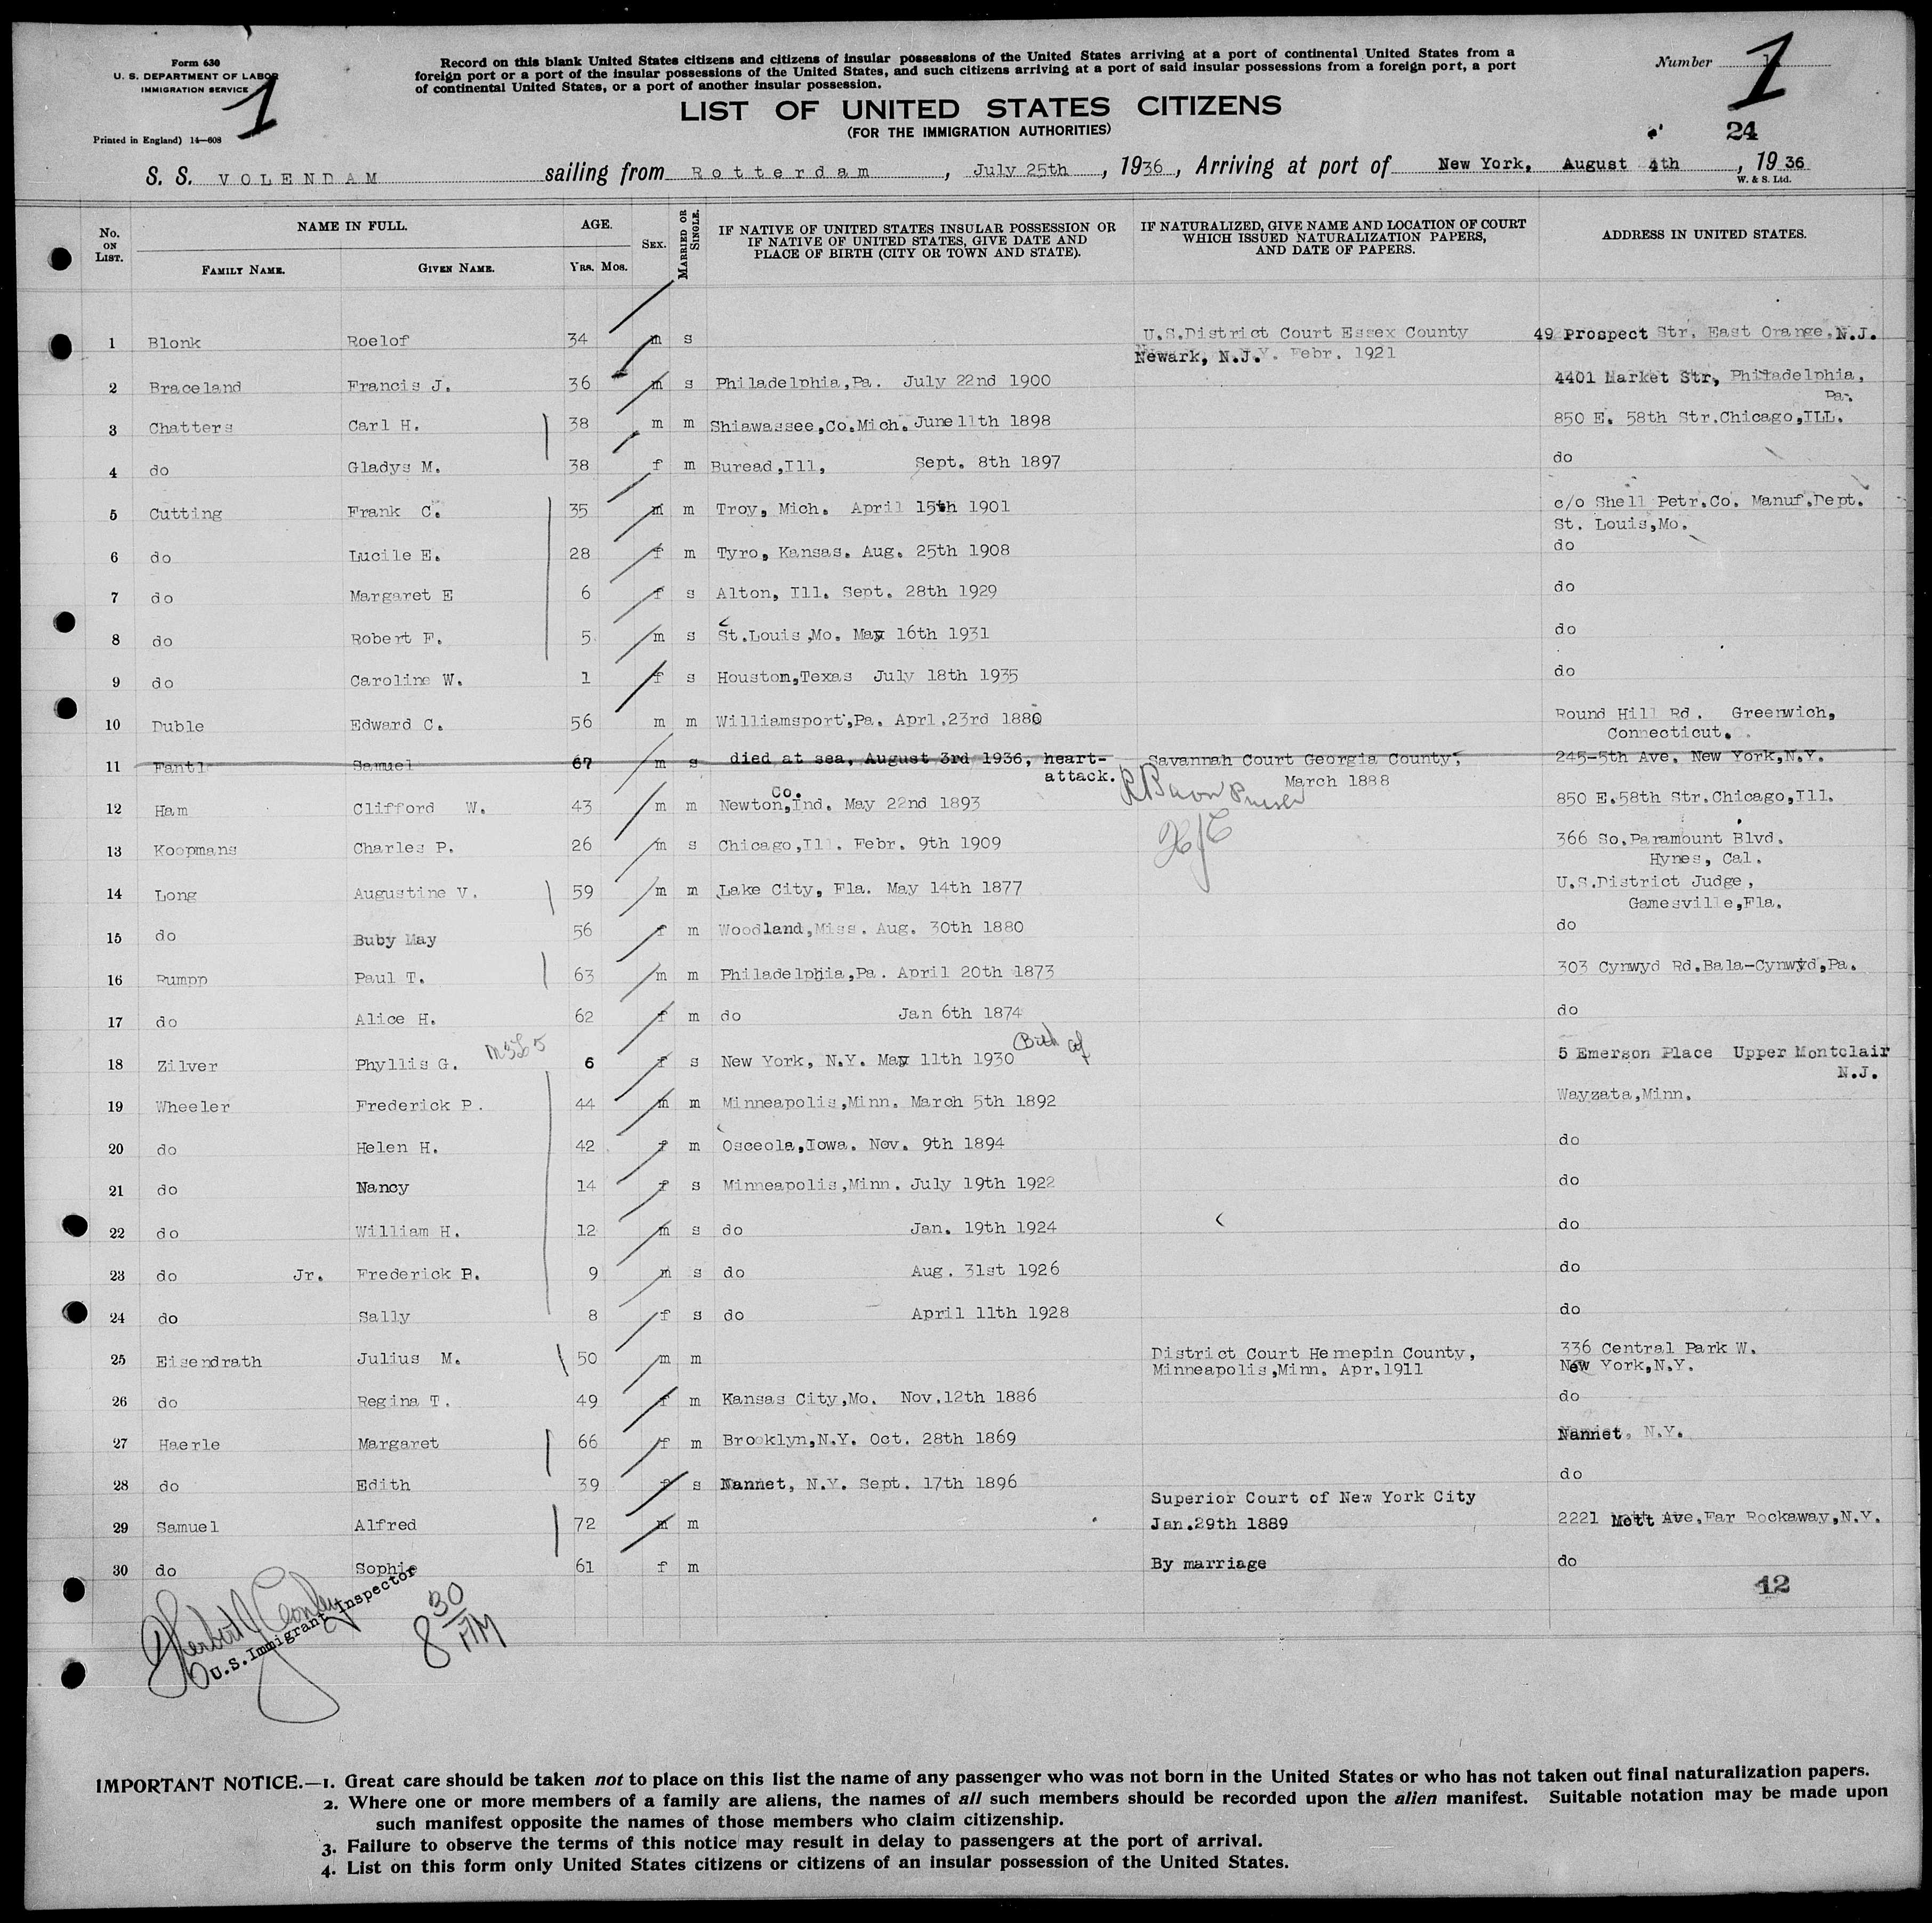 Form 630
U. S. DEPARTMENT OF LABOR
IMMIGRATION SERVICE
1
Printed in England) 14—608
Record on this blank United States citizens and citizens of insular possessions of the United States arriving at a port of continental United States from a
foreign port or a port of the insular possessions of the United States, and such citizens arriving at a port of said insular possessions from a foreign port, a port
of continental United States, or a port of another insular possession.
Number 1
24
LIST OF UNITED STATES CITIZENS
(FOR THE IMMIGRATION AUTHORITIES)
S. S. VOLENDAM sailing from Rotterdam, July 25th, 1936, Arriving at port of New York, August 4th, 1936
W. & S. Ltd.
No. ON LIST. NAME IN FULL. FAMILY NAME. GIVEN NAME. AGE. YRS. MOS. SEX. MARRIED OR SINGLE. IF NATIVE OF UNITED STATES INSULAR POSSESSION OR IF NATIVE OF UNITED STATES, GIVE DATE AND PLACE OF BIRTH (CITY OR TOWN AND STATE). IF NATURALIZED, GIVE NAME AND LOCATION OF COURT WHICH ISSUED NATURALIZATION PAPERS, AND DATE OF PAPERS. ADDRESS IN UNITED STATES.
1 Blonk Roelof 34 m s U.S.District Court Essex County 49 Prospect Str. East Orange, N.J.
Newark, N.J. Febr. 1921
2 Braceland Francis J. 36 m s Philadelphia,Pa. July 22nd 1900 4401 Market Str, Philadelphia,
Pa.
3 Chatters Carl H. 38 m m Shiawassee,Co.Mich. June 11th 1898 850 E. 58th Str.Chicago,ILL.
4 do Gladys M. 38 f m Buread,Ill, Sept. 8th 1897 do
5 Cutting Frank C. 35 m m Troy, Mich. April 15th 1901 c/o Shell Petr.Co. Manuf.Dept.
St. Louis,Mo.
6 do Lucile E. 28 f m Tyro, Kansas. Aug. 25th 1908 do
7 do Margaret E 6 f s Alton, Ill. Sept. 28th 1929 do
8 do Robert F. 5 m s St.Louis,Mo. May 16th 1931 do
9 do Caroline W. 1 f s Houston,Texas July 18th 1935 do
10 Duble Edward C. 56 m m Williamsport,Pa. Aprl.23rd 1880 Round Hill Rd. Greenwich,
Connecticut.
11 Fantl Samuel 67 m s died at sea, August 3rd 1936, heart- Savannah Court Georgia County, 245-5th Ave. New York,N.Y.
attack. March 1888
12 Ham Clifford W. 43 m m Newton,Co. Ind. May 22nd 1893 850 E.58th Str.Chicago,Ill.
13 Koopmans Charles P. 26 m s Chicago,Ill. Febr. 9th 1909 366 So.Paramount Blvd.
Hynes, Cal.
14 Long Augustine V. 59 m m Lake City, Fla. May 14th 1877 U.S.District Judge,
Gamesville,Fla.
15 do Buby May 56 f m Woodland,Miss. Aug. 30th 1880 do
16 Rumpp Paul T. 63 m m Philadelphia,Pa. April 20th 1873 303 Cynwyd Rd.Bala-Cynwyd,Pa.
17 do Alice H. 62 f m do Jan 6th 1874 do
18 Zilver Phyllis G. 6 f s New York, N.Y. May 11th 1930 5 Emerson Place Upper Montclair
N.J.
19 Wheeler Frederick P. 44 m m Minneapolis,Minn. March 5th 1892 Wayzata,Minn.
20 do Helen H. 42 f m Osceola,Iowa. Nov. 9th 1894 do
21 do Nancy 14 f s Minneapolis,Minn. July 19th 1922 do
22 do William H. 12 m s do Jan. 19th 1924 do
23 do Jr. Frederick B. 9 m s do Aug. 31st 1926 do
24 do Sally 8 f s do April 11th 1928 do
25 Eisendrath Julius M. 50 m m District Court Hennepin County, 336 Central Park W.
Minneapolis,Minn. Apr.1911 New York,N.Y.
26 do Regina T. 49 f m Kansas City,Mo. Nov.12th 1886 do
27 Haerle Margaret 66 f m Brooklyn,N.Y. Oct. 28th 1869 Nannet, N.Y.
28 do Edith 39 f s Nannet, N.Y. Sept. 17th 1896 do
Superior Court of New York City
29 Samuel Alfred 72 m m Jan.29th 1889 2221 Mott Ave,Far Rockaway,N.Y.
30 do Sophie 61 f m By marriage do
12
U.S.Immigrant Inspector
8 30 AM
IMPORTANT NOTICE.—1. Great care should be taken not to place on this list the name of any passenger who was not born in the United States or who has not taken out final naturalization papers.
2. Where one or more members of a family are aliens, the names of all such members should be recorded upon the alien manifest. Suitable notation may be made upon
such manifest opposite the names of those members who claim citizenship.
3. Failure to observe the terms of this notice may result in delay to passengers at the port of arrival.
4. List on this form only United States citizens or citizens of an insular possession of the United States.